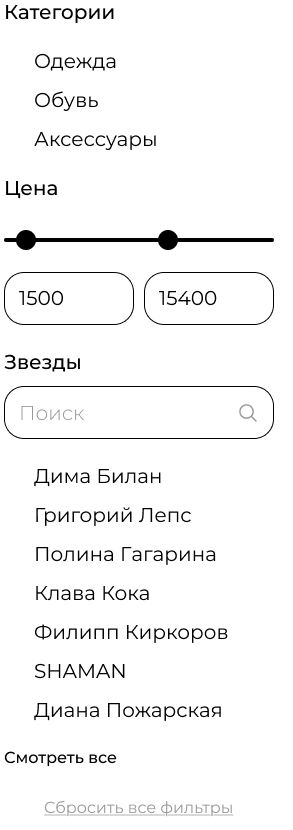 Категории
Одежда
Обувь
Аксессуары
Цена
1500 15400
Звезды
Поиск
Дима Билан
Григорий Лепс
Полина Гагарина
Клава Кока
Филипп Киркоров
SHAMAN
Диана Пожарская
Смотреть все
Сбросить все фильтры